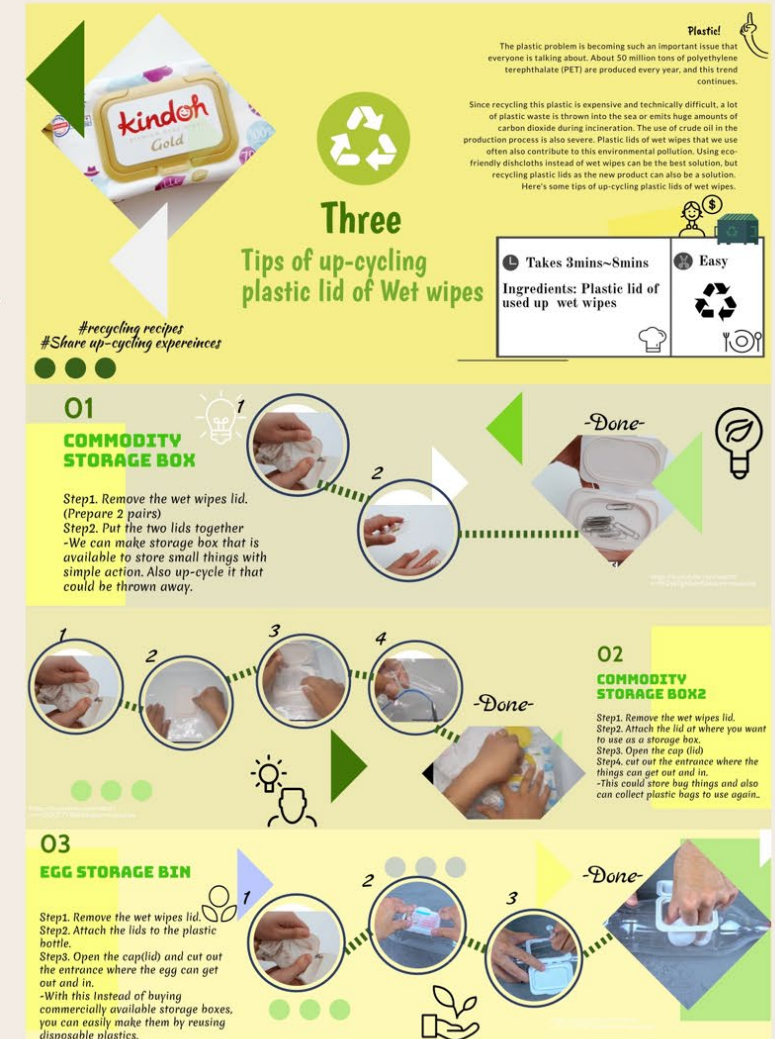 Plastic!
The plastic problem is becoming such an important issue that
everyone is talking about. About 50 million tons of polyethylene
terephthalate (PET) are produced every year, and this trend
continues.
Since recycling this plastic is expensive and technically difficult, a lot
of plastic waste is thrown into the sea or emits huge amounts of
carbon dioxide during incineration. The use of crude oil in the
production process is also severe. Plastic lids of wet wipes that we use
often also contribute to this environmental pollution. Using eco-
friendly dishcloths instead of wet wipes can be the best solution, but
recycling plastic lids as the new product can also be a solution.
Here's some tips of up-cycling plastic lids of wet wipes.
kindoh
Gold
Three
Tips of up-cycling
plastic lid of Wet wipes
$
Takes 3mins~8mins
Ingredients: Plastic lid of
used up wet wipes
Easy
#recycling recipes
#Share up-cycling expereinces
01
COMMODITY
STORAGE BOX
Step1. Remove the wet wipes lid.
(Prepare 2 pairs)
Step2. Put the two lids together
-We can make storage box that is
available to store small things with
simple action. Also up-cycle it that
could be thrown away.
1
2
-Done-
1
2
3
4
-Done-
02
COMMODITY
STORAGE BOX2
Step1. Remove the wet wipes lid.
Step2. Attach the lid at where you want
to use as a storage box.
Step3. Open the cap (lid)
Step4. cut out the entrance where the
things can get out and in.
-This could store bug things and also
can collect plastic bags to use again..
03
EGG STORAGE BIN
Step1. Remove the wet wipes lid.
Step2. Attach the lids to the plastic
bottle.
Step3. Open the cap(lid) and cut out
the entrance where the egg can get
out and in.
-With this Instead of buying
commercially available storage boxes,
you can easily make them by reusing
disposable plastics.
1
2
3
-Done-